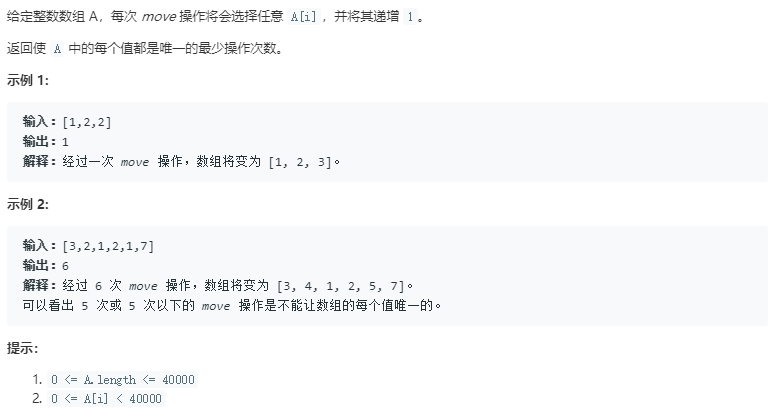 给定整数数组 A，每次 move 操作将会选择任意 A[i]，并将其递增 1。
返回使 A 中的每个值都是唯一的最少操作次数。
示例 1:
输入：[1,2,2]
输出：1
解释：经过一次 move 操作，数组将变为 [1, 2, 3]。
示例 2:
输入：[3,2,1,2,1,7]
输出：6
解释：经过 6 次 move 操作，数组将变为 [3, 4, 1, 2, 5, 7]。
可以看出 5 次或 5 次以下的 move 操作是不能让数组的每个值唯一的。
提示：
1. 0 <= A.length <= 40000
2. 0 <= A[i] < 40000